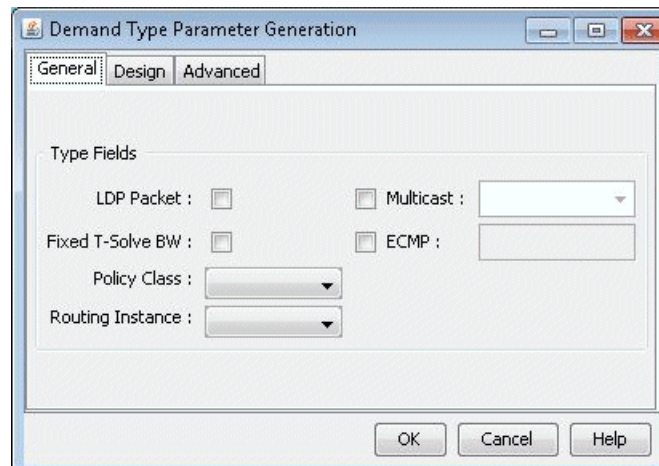 Demand Type Parameter Generation
General Design Advanced
Type Fields
LDP Packet : Multicast :
Fixed T-Solve BW : ECMP :
Policy Class :
Routing Instance :
OK Cancel Help